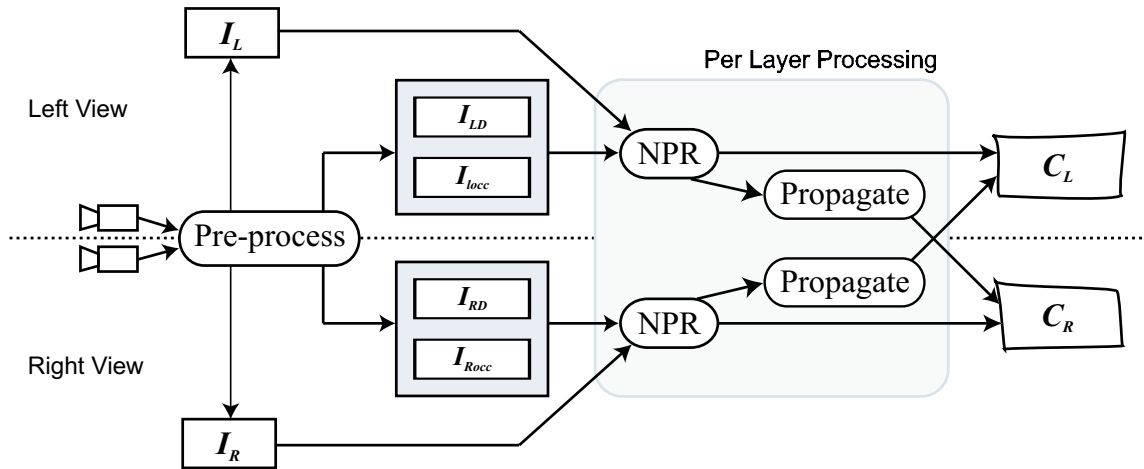 I_L
Per Layer Processing
Left View
I_LD
NPR
C_L
I_locc
Propagate
Pre-process
Propagate
I_RD
NPR
C_R
Right View
I_Rocc
I_R